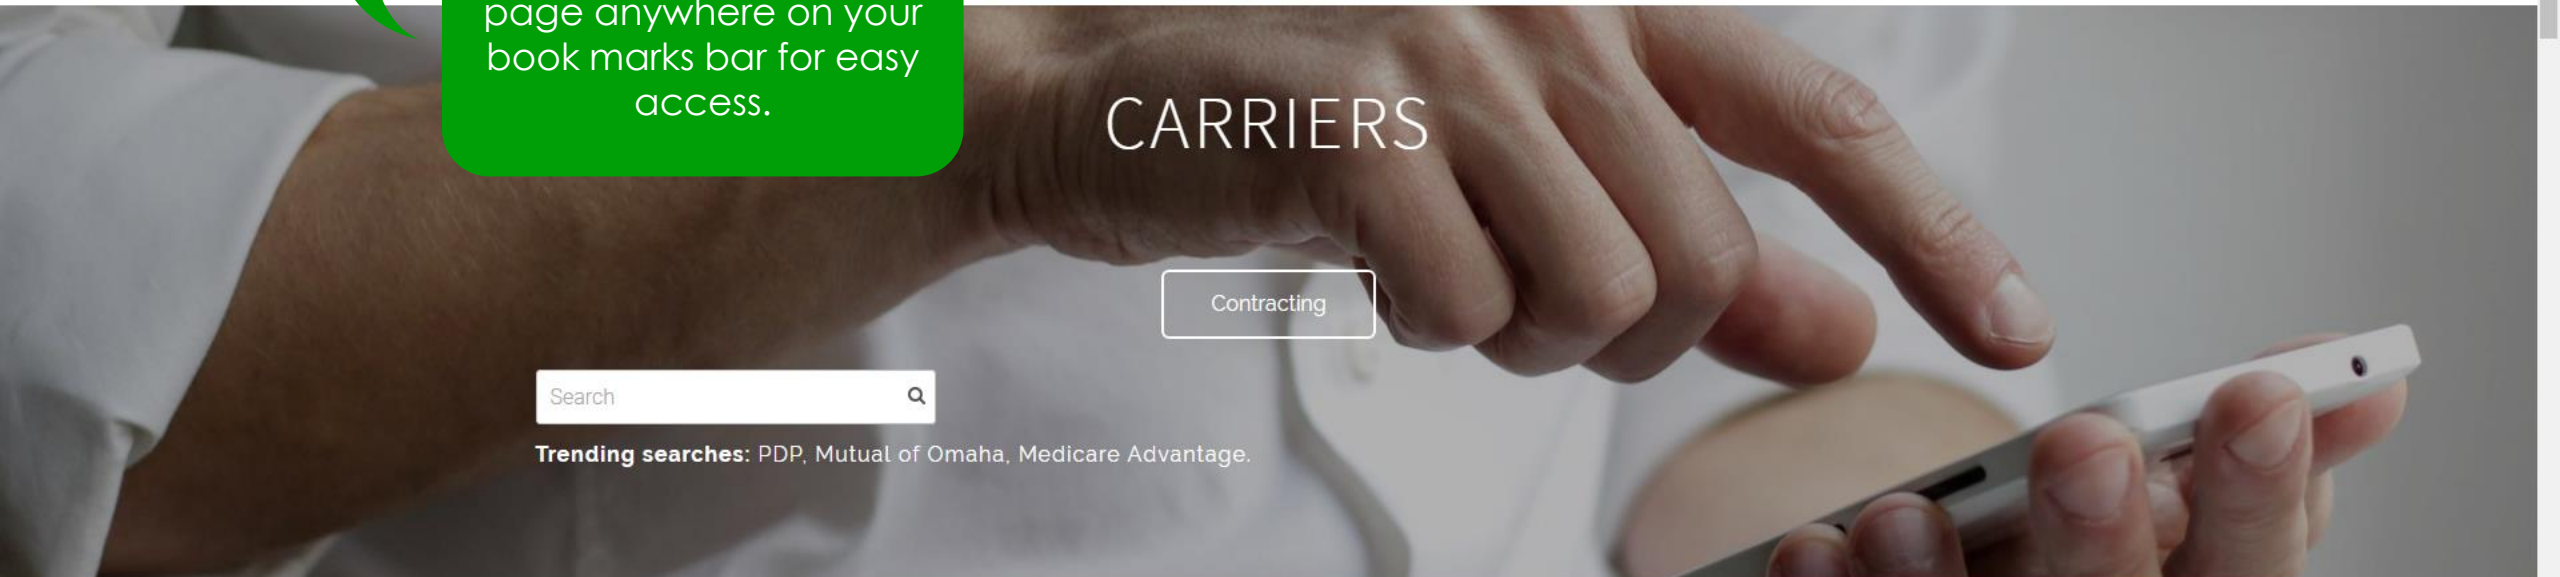 page anywhere on your
book marks bar for easy
access.
CARRIERS
Contracting
Search
Trending searches: PDP, Mutual of Omaha, Medicare Advantage.